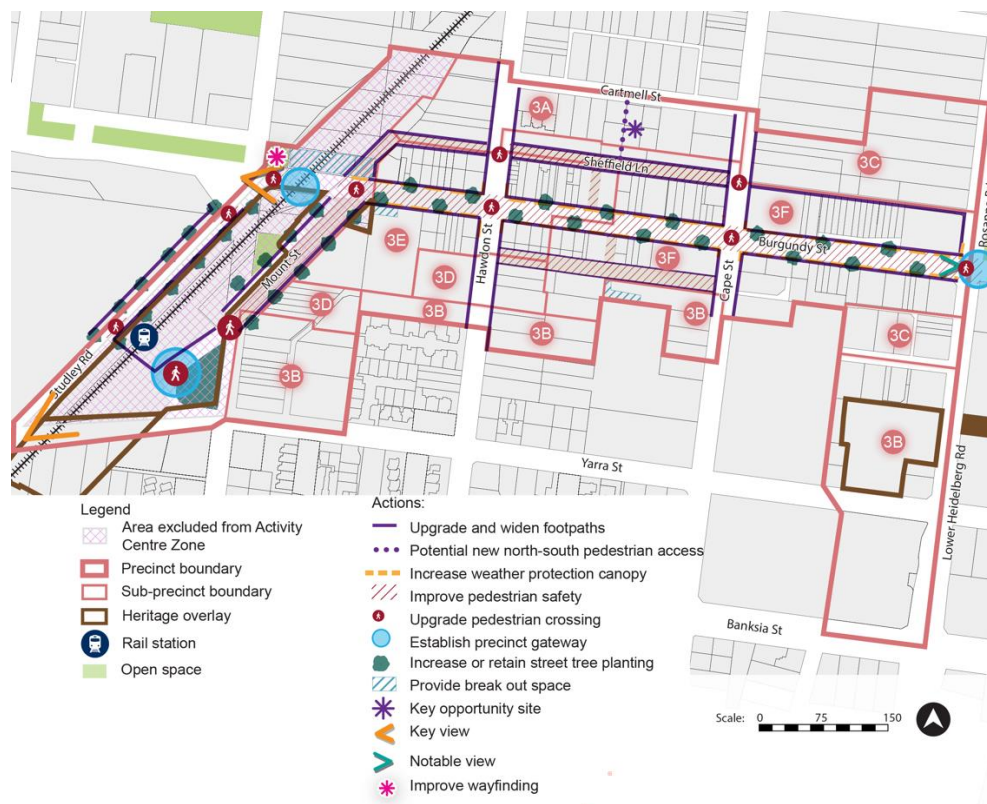 Cartmell St
3A
Sheffield Ln
3C
3F
Burgundy St
3E
3F
Hawdon St
Mount St
3D
Cape St
3D
3B
3B
3B
3C
3B
Studley Rd
3B
Yarra St
Lower Heidelberg Rd
Banksia St
Legend
Area excluded from Activity
Centre Zone
Precinct boundary
Sub-precinct boundary
Heritage overlay
Rail station
Open space
Actions:
Upgrade and widen footpaths
Potential new north-south pedestrian access
Increase weather protection canopy
Improve pedestrian safety
Upgrade pedestrian crossing
Establish precinct gateway
Increase or retain street tree planting
Provide break out space
Key opportunity site
Key view
Notable view
Improve wayfinding
Scale: 0 75 150